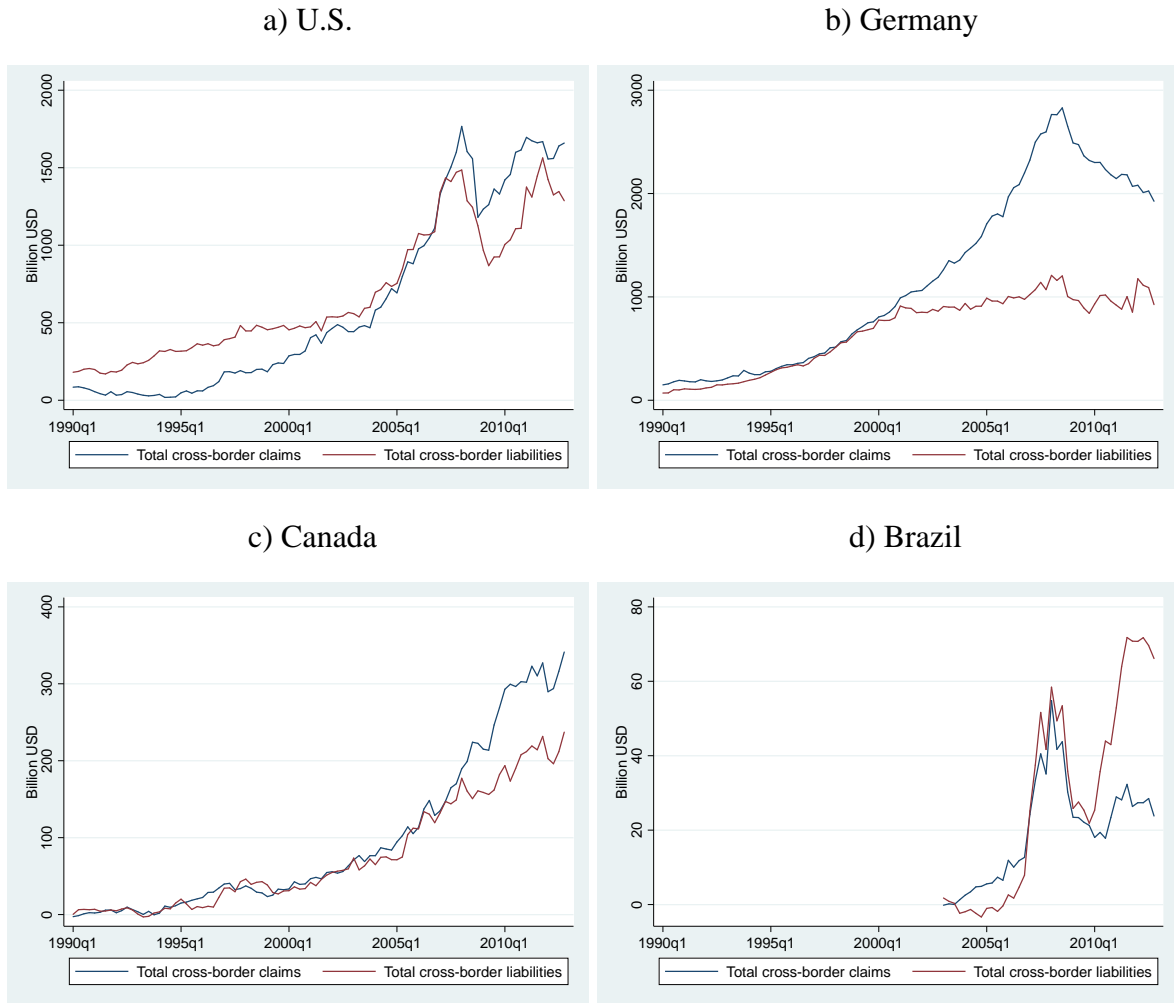 a) U.S.
b) Germany
Billion USD
2000
1500
1000
500
0
1990q1 1995q1 2000q1 2005q1 2010q1
Total cross-border claims Total cross-border liabilities
Billion USD
3000
2000
1000
0
1990q1 1995q1 2000q1 2005q1 2010q1
Total cross-border claims Total cross-border liabilities
c) Canada
d) Brazil
Billion USD
400
300
200
100
0
1990q1 1995q1 2000q1 2005q1 2010q1
Total cross-border claims Total cross-border liabilities
Billion USD
80
60
40
20
0
1990q1 1995q1 2000q1 2005q1 2010q1
Total cross-border claims Total cross-border liabilities